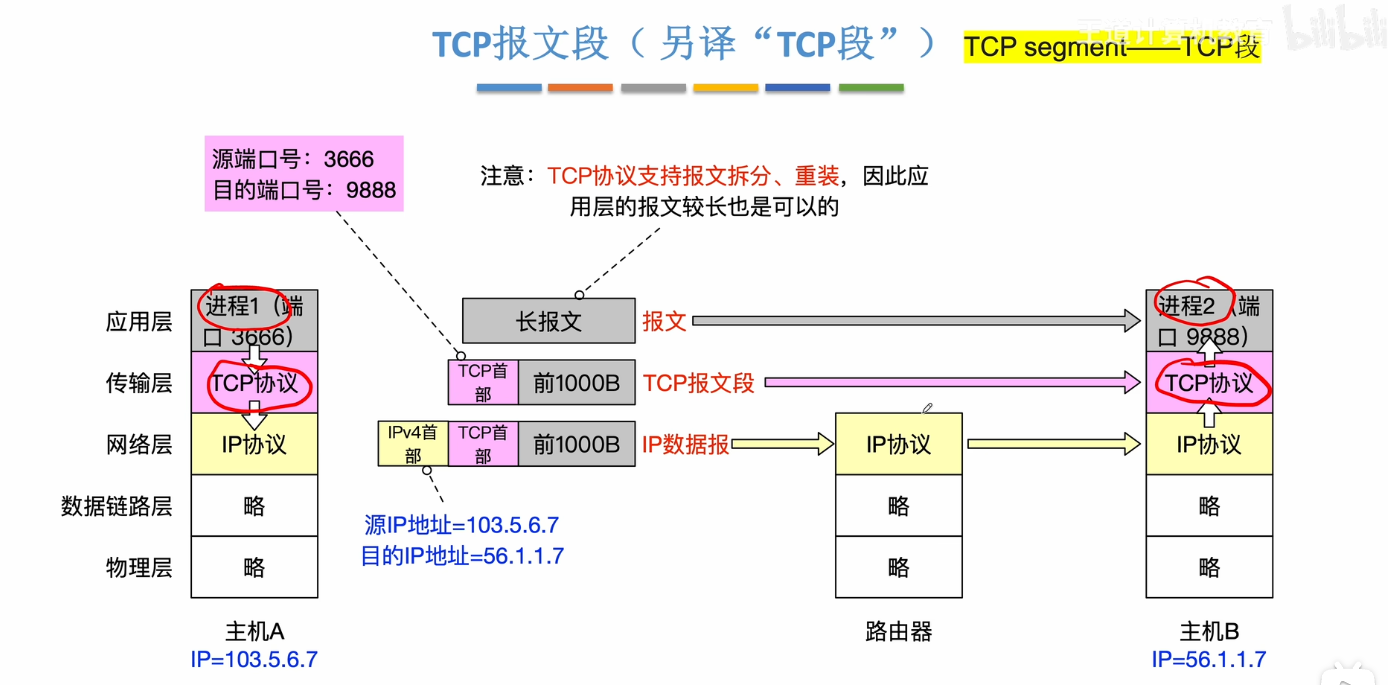 TCP报文段（ 另译“TCP段” ）
TCP segment——TCP段
bilibili
源端口号：3666
目的端口号：9888
注意：TCP协议支持报文拆分、重装，因此应
用层的报文较长也是可以的
应用层
进程1（端
口 3666）
长报文
报文
进程2（端
口 9888）
传输层
TCP协议
TCP首
部
前1000B
TCP报文段
TCP协议
网络层
IP协议
IPv4首
部
TCP首
部
前1000B
IP数据报
IP协议
IP协议
数据链路层
略
略
略
源IP地址=103.5.6.7
目的IP地址=56.1.1.7
物理层
略
略
略
主机A
IP=103.5.6.7
路由器
主机B
IP=56.1.1.7